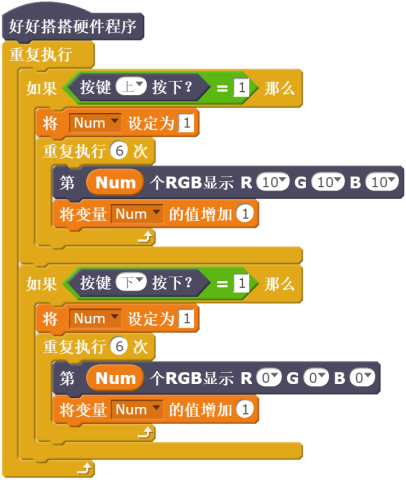 好好搭搭硬件程序
重复执行
如果 按键 上 按下? = 1 那么
将 Num 设定为 1
重复执行 6 次
第 Num 个RGB显示 R 10 G 10 B 10
将变量 Num 的值增加 1
如果 按键 下 按下? = 1 那么
将 Num 设定为 1
重复执行 6 次
第 Num 个RGB显示 R 0 G 0 B 0
将变量 Num 的值增加 1